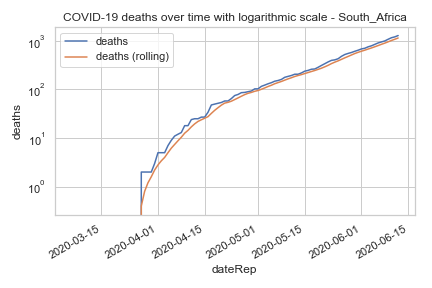 COVID-19 deaths over time with logarithmic scale - South_Africa
deaths
deaths (rolling)
10³
10²
10¹
10⁰
deaths
2020-03-15
2020-04-01
2020-04-15
2020-05-01
2020-05-15
2020-06-01
2020-06-15
dateRep